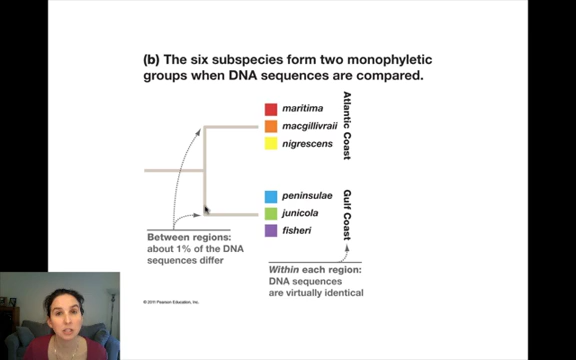 (b) The six subspecies form two monophyletic
groups when DNA sequences are compared.
maritima
macgillivraii
nigrescens
Atlantic Coast
peninsulae
junicola
fisheri
Gulf Coast
Between regions:
about 1% of the DNA
sequences differ
Within each region:
DNA sequences
are virtually identical
© 2011 Pearson Education, Inc.